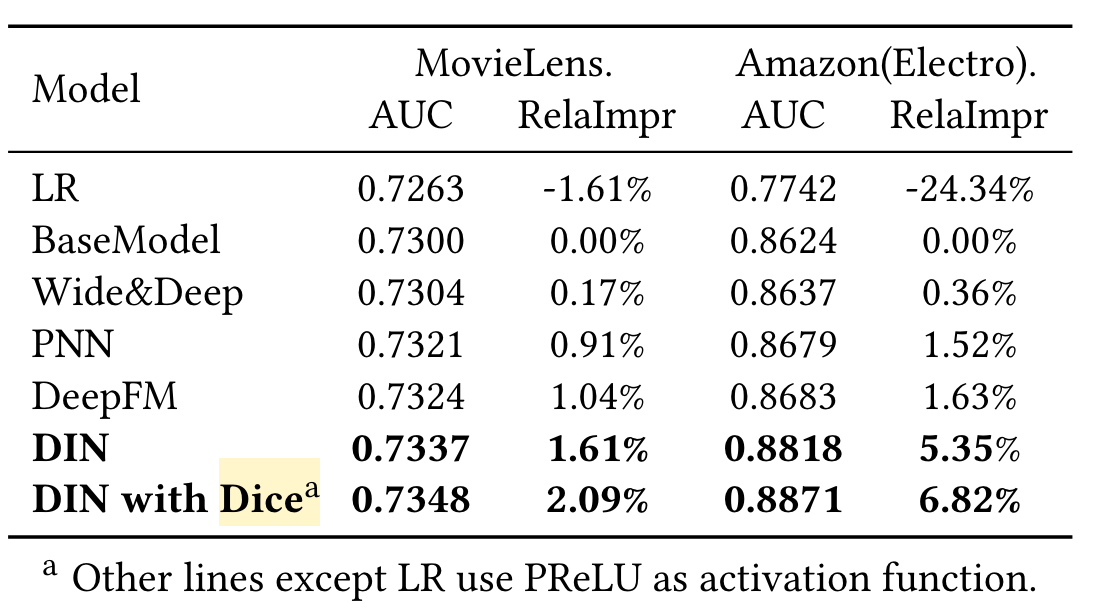 Model MovieLens. Amazon(Electro).
AUC RelaImpr AUC RelaImpr
LR 0.7263 -1.61% 0.7742 -24.34%
BaseModel 0.7300 0.00% 0.8624 0.00%
Wide&Deep 0.7304 0.17% 0.8637 0.36%
PNN 0.7321 0.91% 0.8679 1.52%
DeepFM 0.7324 1.04% 0.8683 1.63%
DIN 0.7337 1.61% 0.8818 5.35%
DIN with Diceᵃ 0.7348 2.09% 0.8871 6.82%
ᵃ Other lines except LR use PReLU as activation function.